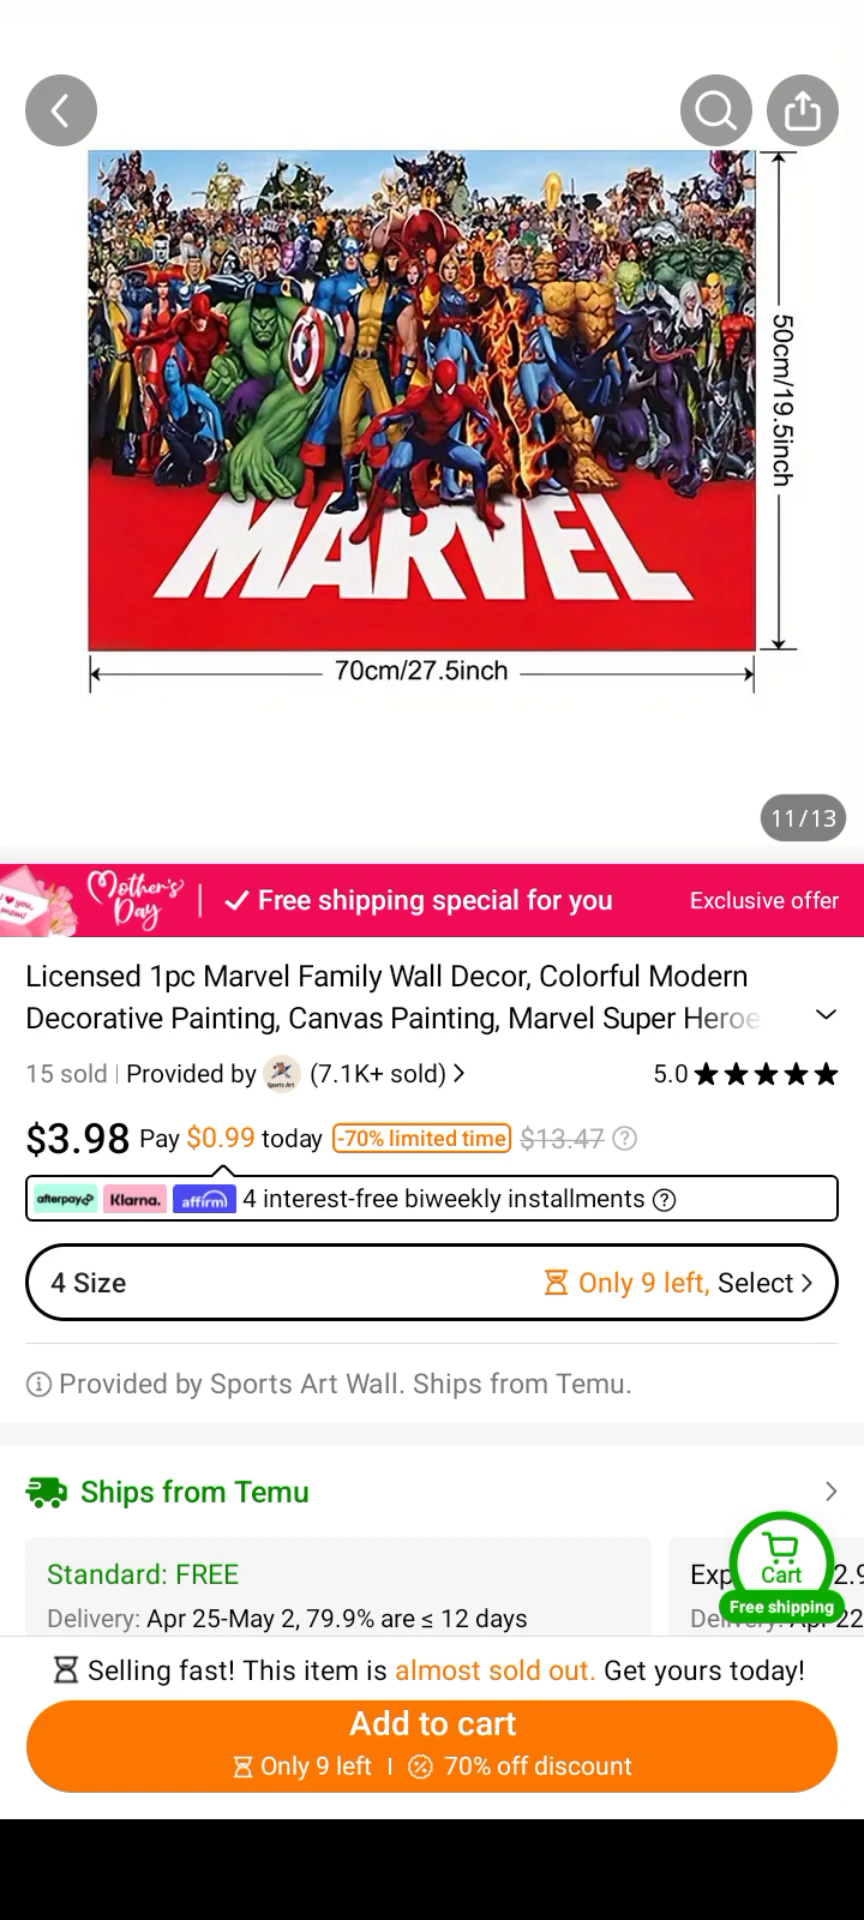 50cm/19.5inch
MARVEL
70cm/27.5inch
11/13
I ♥ you, mom!
Mother's Day | ✓ Free shipping special for you Exclusive offer
Licensed 1pc Marvel Family Wall Decor, Colorful Modern
Decorative Painting, Canvas Painting, Marvel Super Heroe
15 sold | Provided by Sports Art (7.1K+ sold) > 5.0 ★★★★★
$3.98 Pay $0.99 today -70% limited time $13.47 ?
afterpay Klarna. affirm 4 interest-free biweekly installments ?
4 Size Only 9 left, Select >
Provided by Sports Art Wall. Ships from Temu.
Ships from Temu
Standard: FREE
Delivery: Apr 25-May 2, 79.9% are ≤ 12 days
Cart
Free shipping
Selling fast! This item is almost sold out. Get yours today!
Add to cart
Only 9 left | 70% off discount